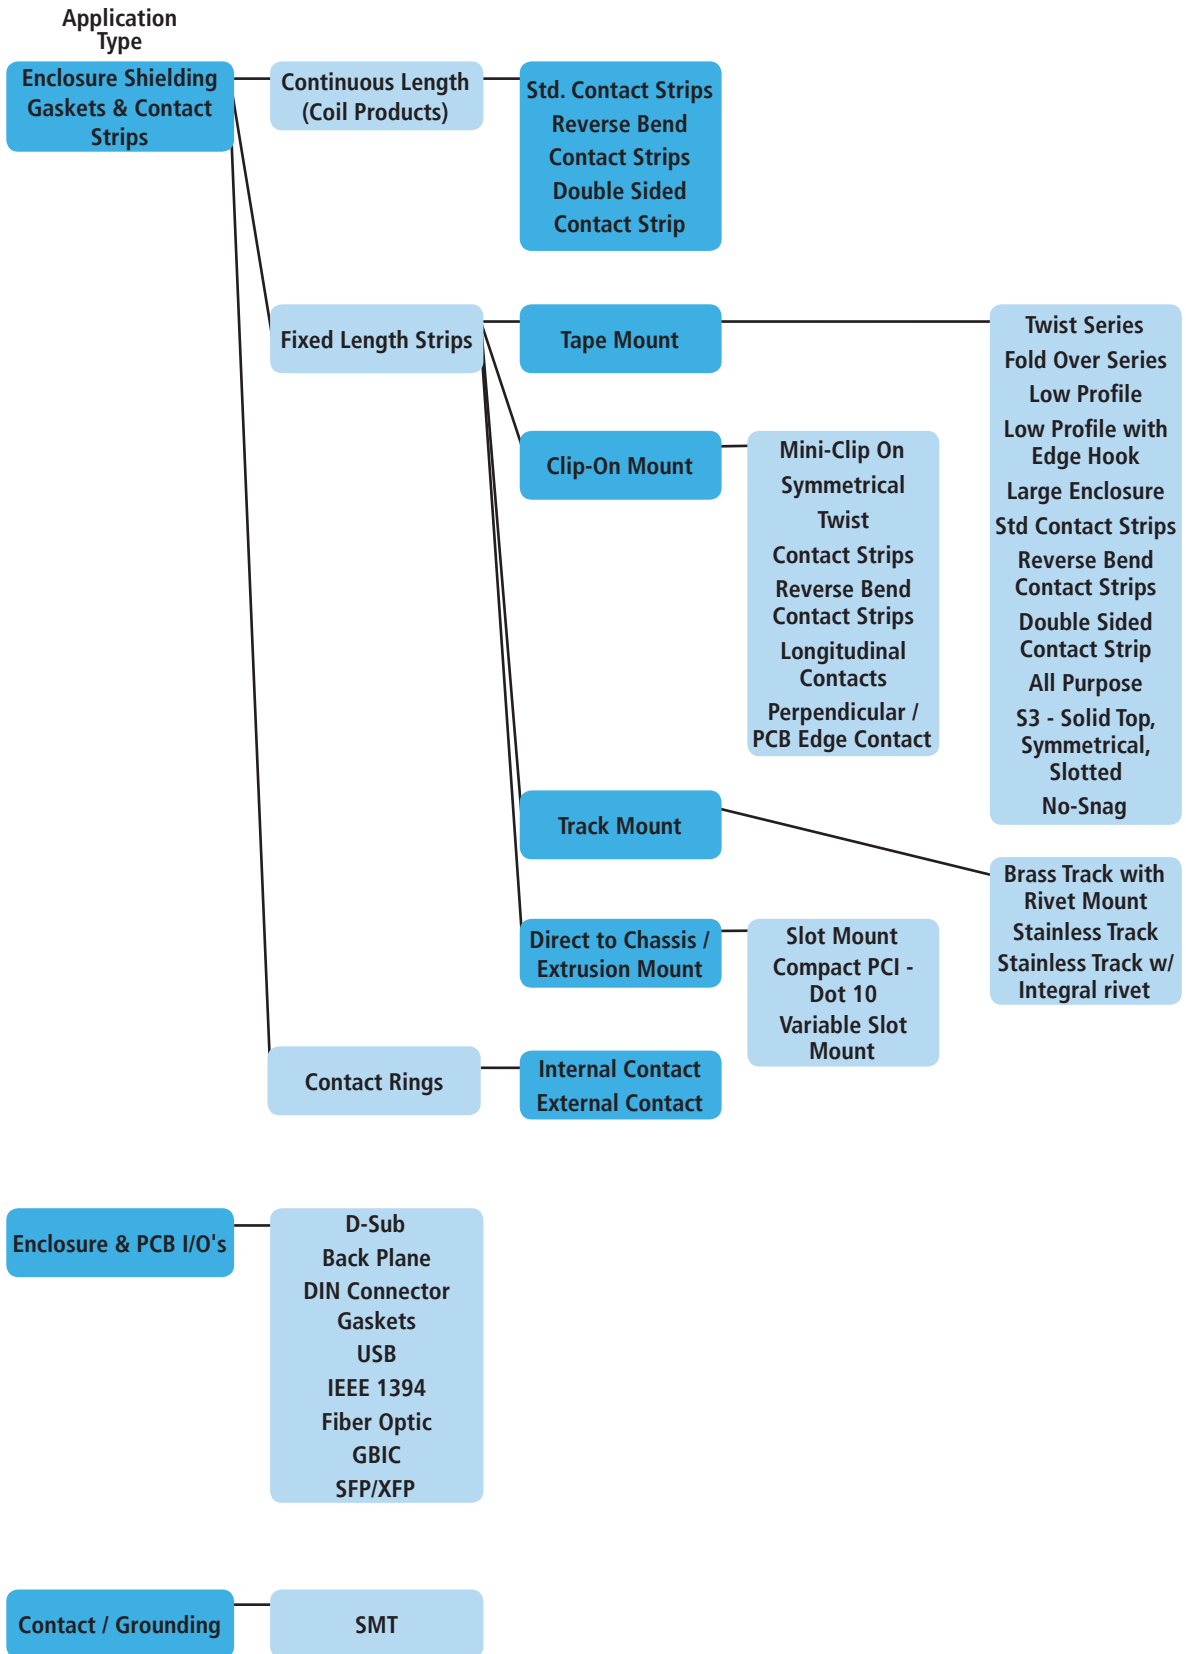 Application
Type
Enclosure Shielding
Gaskets & Contact
Strips
Continuous Length
(Coil Products)
Std. Contact Strips
Reverse Bend
Contact Strips
Double Sided
Contact Strip
Fixed Length Strips
Tape Mount
Twist Series
Fold Over Series
Low Profile
Low Profile with
Edge Hook
Large Enclosure
Std Contact Strips
Reverse Bend
Contact Strips
Double Sided
Contact Strip
All Purpose
S3 - Solid Top,
Symmetrical,
Slotted
No-Snag
Clip-On Mount
Mini-Clip On
Symmetrical
Twist
Contact Strips
Reverse Bend
Contact Strips
Longitudinal
Contacts
Perpendicular /
PCB Edge Contact
Track Mount
Brass Track with
Rivet Mount
Stainless Track
Stainless Track w/
Integral rivet
Direct to Chassis /
Extrusion Mount
Slot Mount
Compact PCI -
Dot 10
Variable Slot
Mount
Contact Rings
Internal Contact
External Contact
Enclosure & PCB I/O's
D-Sub
Back Plane
DIN Connector
Gaskets
USB
IEEE 1394
Fiber Optic
GBIC
SFP/XFP
Contact / Grounding
SMT